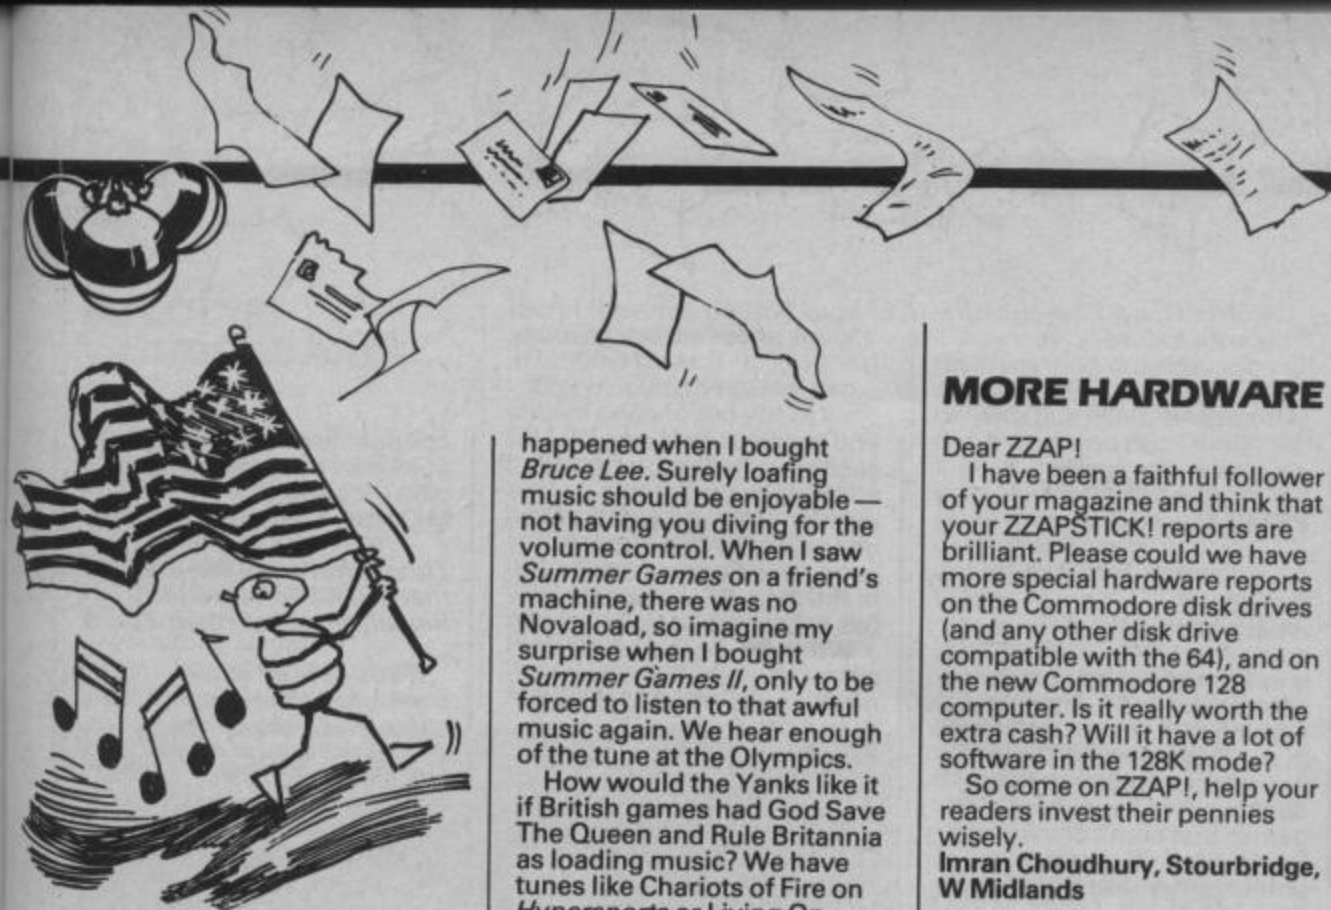 happened when I bought
Bruce Lee. Surely loafing
music should be enjoyable —
not having you diving for the
volume control. When I saw
Summer Games on a friend's
machine, there was no
Novaload, so imagine my
surprise when I bought
Summer Games II, only to be
forced to listen to that awful
music again. We hear enough
of the tune at the Olympics.
How would the Yanks like it
if British games had God Save
The Queen and Rule Britannia
as loading music? We have
tunes like Chariots of Fire on
Hypersports or Living On
MORE HARDWARE
Dear ZZAP!
I have been a faithful follower
of your magazine and think that
your ZZAPSTICK! reports are
brilliant. Please could we have
more special hardware reports
on the Commodore disk drives
(and any other disk drive
compatible with the 64), and on
the new Commodore 128
computer. Is it really worth the
extra cash? Will it have a lot of
software in the 128K mode?
So come on ZZAP!, help your
readers invest their pennies
wisely.
Imran Choudhury, Stourbridge,
W Midlands